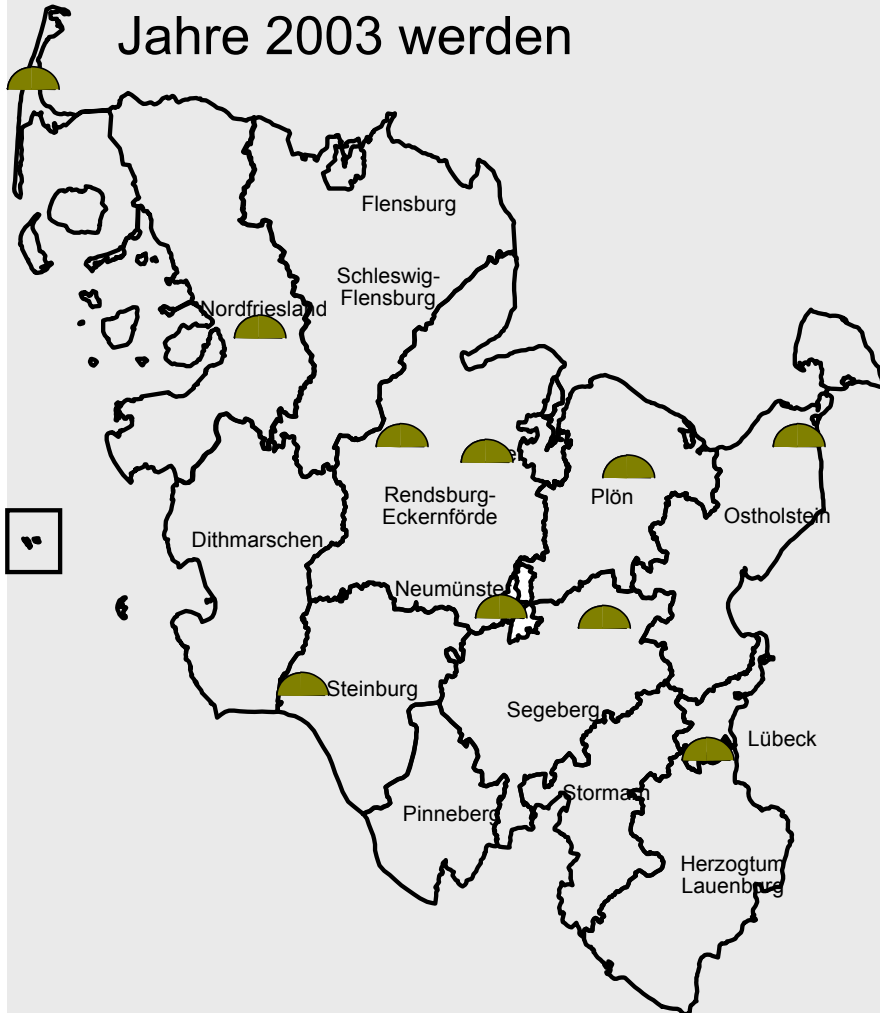 Jahre 2003 werden
Flensburg
Schleswig-
Flensburg
Nordfriesland
Rendsburg-
Eckernförde
Plön
Ostholstein
Dithmarschen
Neumünster
Steinburg
Segeberg
Lübeck
Stormarn
Pinneberg
Herzogtum
Lauenburg